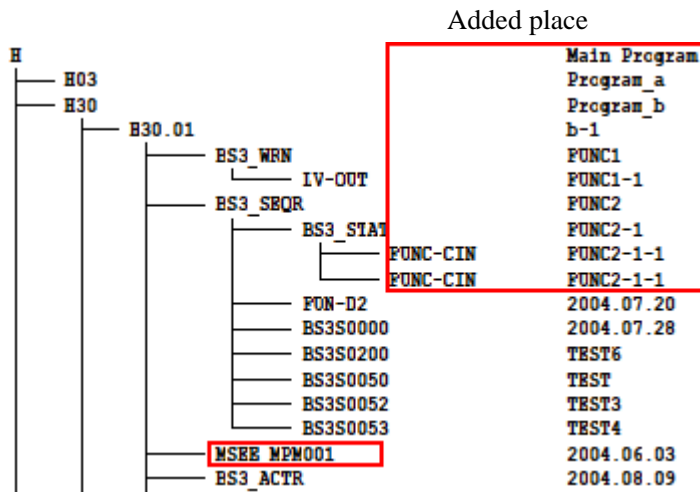 Added place
H Main Program
H03 Program_a
H30 Program_b
H30.01 b-1
BS3_WRN FUNC1
IV-OUT FUNC1-1
BS3_SEQR FUNC2
BS3_STAT FUNC2-1
FUNC-CIN FUNC2-1-1
FUNC-CIN FUNC2-1-1
FUN-D2 2004.07.20
BS3S0000 2004.07.28
BS3S0200 TEST6
BS3S0050 TEST
BS3S0052 TEST3
BS3S0053 TEST4
MSEE MPM001 2004.06.03
BS3_ACTR 2004.08.09